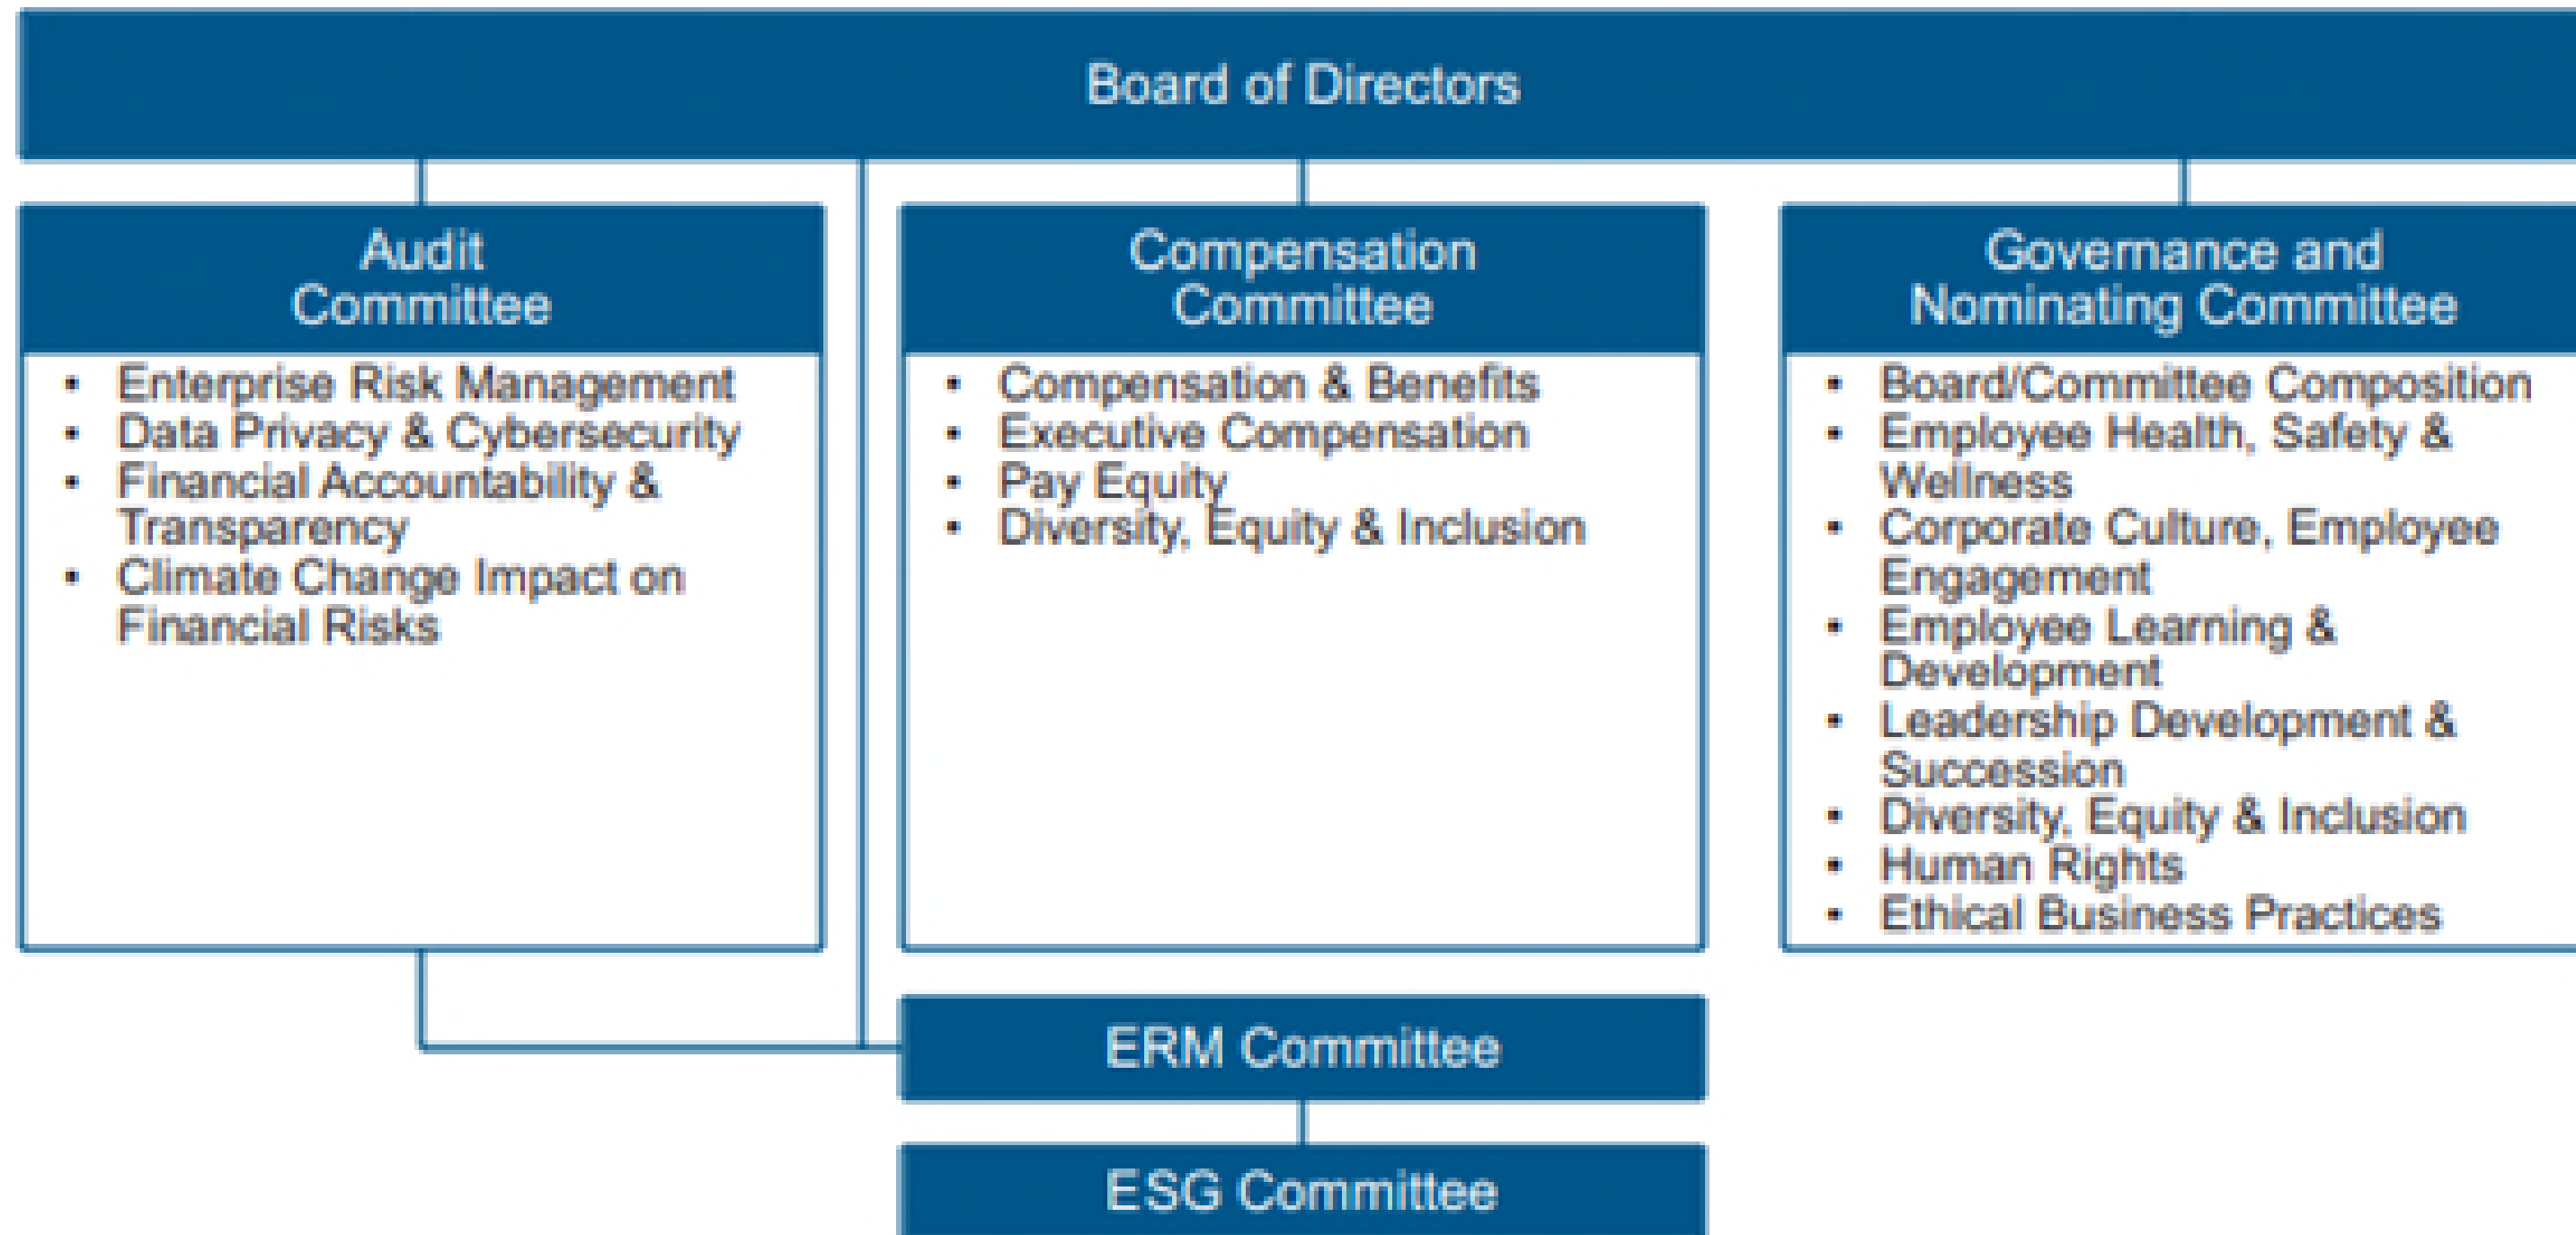 Board of Directors
Audit
Committee
• Enterprise Risk Management
• Data Privacy & Cybersecurity
• Financial Accountability &
Transparency
• Climate Change Impact on
Financial Risks
Compensation
Committee
• Compensation & Benefits
• Executive Compensation
• Pay Equity
• Diversity, Equity & Inclusion
Governance and
Nominating Committee
• Board/Committee Composition
• Employee Health, Safety &
Wellness
• Corporate Culture, Employee
Engagement
• Employee Learning &
Development
• Leadership Development &
Succession
• Diversity, Equity & Inclusion
• Human Rights
• Ethical Business Practices
ERM Committee
ESG Committee